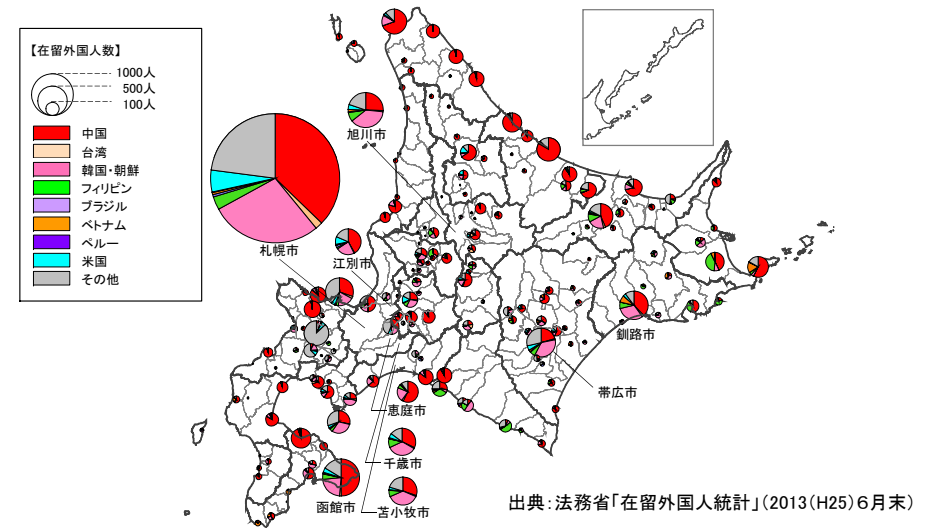 【在留外国人数】
1000人
500人
100人
中国
台湾
韓国・朝鮮
フィリピン
ブラジル
ベトナム
ペルー
米国
その他
旭川市
札幌市
江別市
釧路市
帯広市
恵庭市
千歳市
函館市
苫小牧市
出典:法務省「在留外国人統計」(2013(H25)6月末)